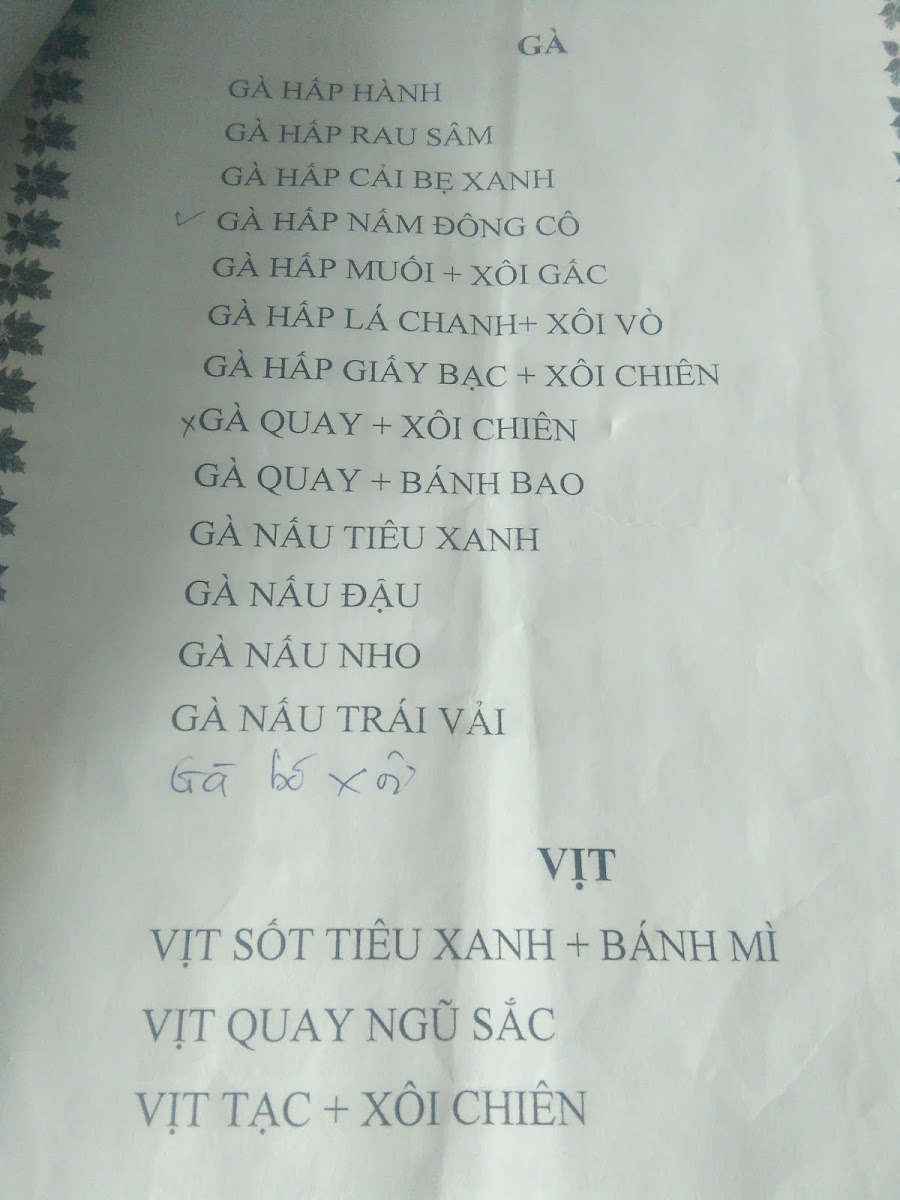 GÀ
GÀ HẤP HÀNH
GÀ HẤP RAU SÂM
GÀ HẤP CẢI BẸ XANH
GÀ HẤP NẤM ĐÔNG CÔ
GÀ HẤP MUỐI + XÔI GẤC
GÀ HẤP LÁ CHANH+ XÔI VÒ
GÀ HẤP GIẤY BẠC + XÔI CHIÊN
GÀ QUAY + XÔI CHIÊN
GÀ QUAY + BÁNH BAO
GÀ NẤU TIÊU XANH
GÀ NẤU ĐẬU
GÀ NẤU NHO
GÀ NẤU TRÁI VẢI
Gà bó xôi
VỊT
VỊT SỐT TIÊU XANH + BÁNH MÌ
VỊT QUAY NGŨ SẮC
VỊT TẠC + XÔI CHIÊN